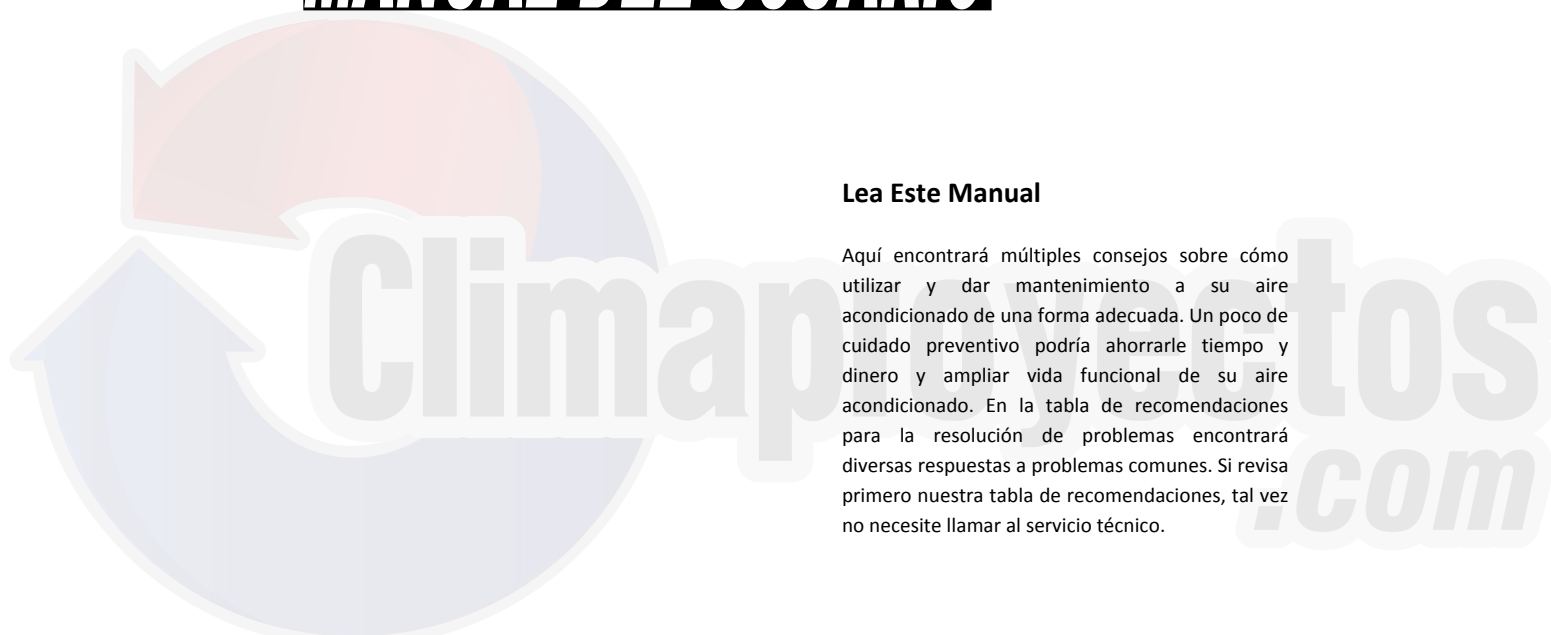 MANUAL DEL USUARIO
Lea Este Manual
Aquí encontrará múltiples consejos sobre cómo
utilizar y dar mantenimiento a su aire
acondicionado de una forma adecuada. Un poco de
cuidado preventivo podría ahorrarle tiempo y
dinero y ampliar vida funcional de su aire
acondicionado. En la tabla de recomendaciones
para la resolución de problemas encontrará
diversas respuestas a problemas comunes. Si revisa
primero nuestra tabla de recomendaciones, tal vez
no necesite llamar al servicio técnico.
Climaproyectos
.com